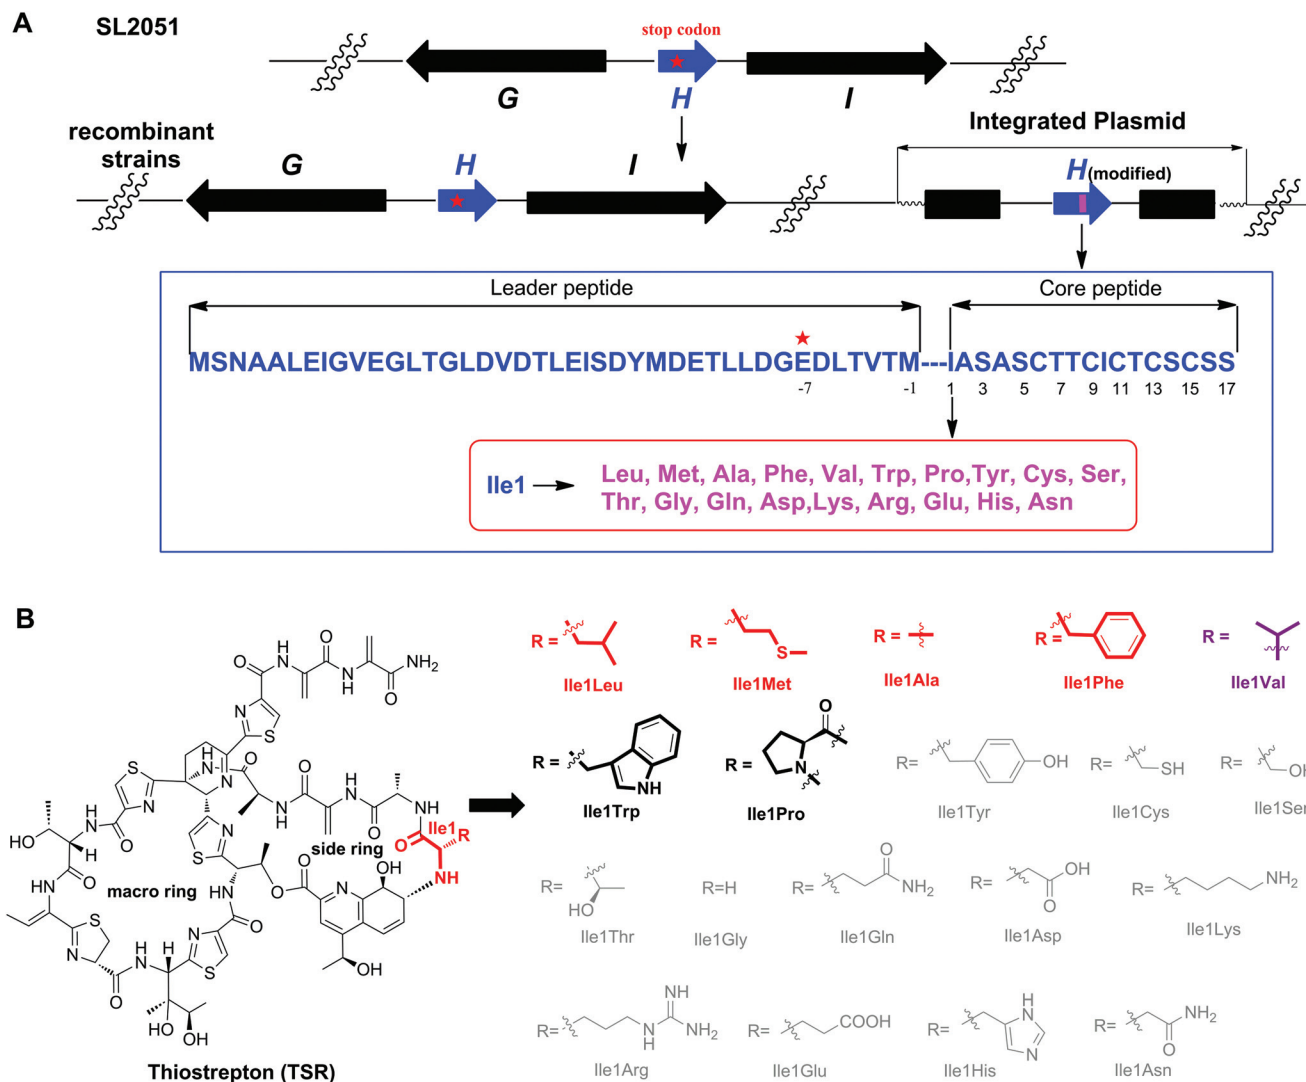 A
SL2051
stop codon
G
H
I
recombinant
strains
Integrated Plasmid
G
H
I
H(modified)
Leader peptide
Core peptide
MSNAALEIGVEGLTGLDVDTLEISDYMDETLLDGEDLTVTM---IASASCTTCICTCSCSS
-7 -1 1 3 5 7 9 11 13 15 17
Ile1
Leu, Met, Ala, Phe, Val, Trp, Pro,Tyr, Cys, Ser,
Thr, Gly, Gln, Asp,Lys, Arg, Glu, His, Asn
B
R =
S
Ile1Leu
R =
S
Ile1Met
R =
Ile1Ala
R =
Ile1Phe
R =
Ile1Val
R =
NH
Ile1Trp
R =
O
N
Ile1Pro
R=
OH
Ile1Tyr
R=
SH
Ile1Cys
R=
OH
Ile1Ser
R=
HO
Ile1Thr
R=H
Ile1Gly
R=
O
NH2
Ile1Gln
R=
OH
O
Ile1Asp
R=
NH2
Ile1Lys
R=
NH
N
H
NH2
Ile1Arg
R=
COOH
Ile1Glu
R=
H
N
N
Ile1His
R=
NH2
O
Ile1Asn
Ile1
R
side ring
macro ring
Thiostrepton (TSR)